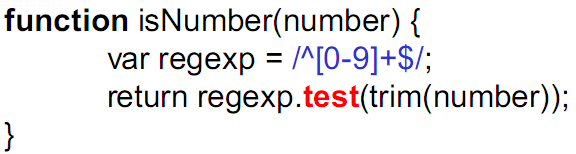 function isNumber(number) {
var regexp = /^[0-9]+$/;
return regexp.test(trim(number));
}